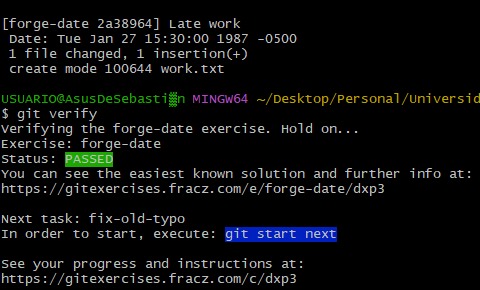 [forge-date 2a38964] Late work
Date: Tue Jan 27 15:30:00 1987 -0500
1 file changed, 1 insertion(+)
create mode 100644 work.txt
USUARIO@AsusDeSebasti▒n MINGW64 ~/Desktop/Personal/Universid
$ git verify
Verifying the forge-date exercise. Hold on...
Exercise: forge-date
Status: PASSED
You can see the easiest known solution and further info at:
https://gitexercises.fracz.com/e/forge-date/dxp3
Next task: fix-old-typo
In order to start, execute: git start next
See your progress and instructions at:
https://gitexercises.fracz.com/c/dxp3